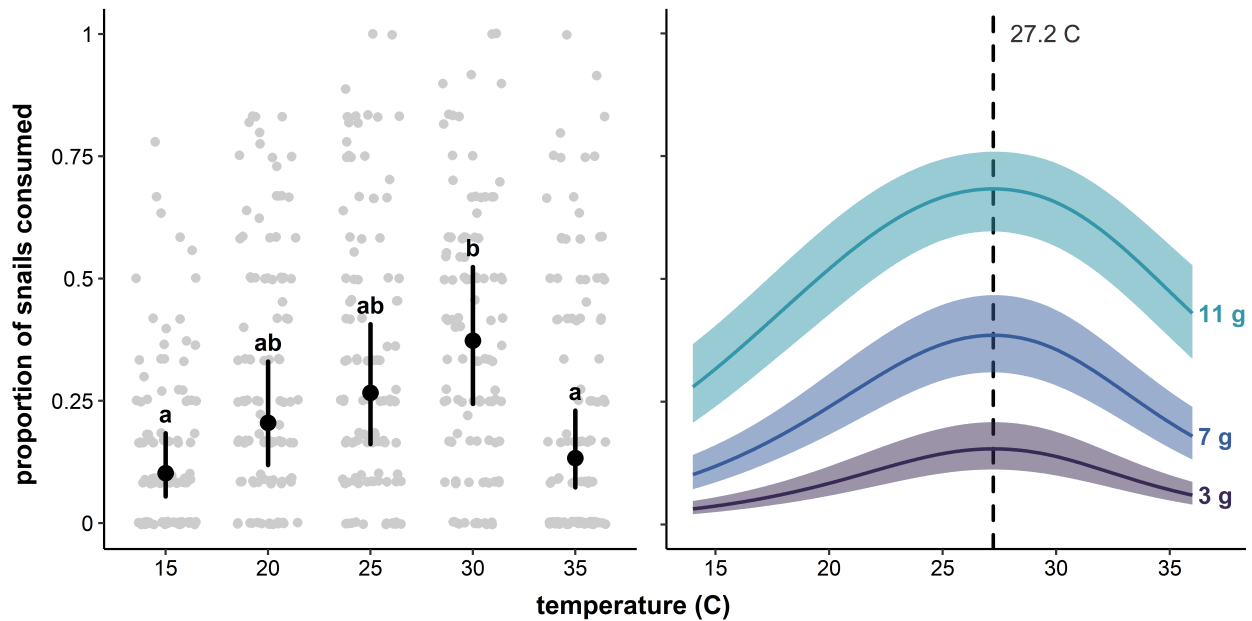 proportion of snails consumed
1
0.75
0.5
0.25
0
a
ab
ab
b
a
15
20
25
30
35
27.2 C
11 g
7 g
3 g
15
20
25
30
35
temperature (C)